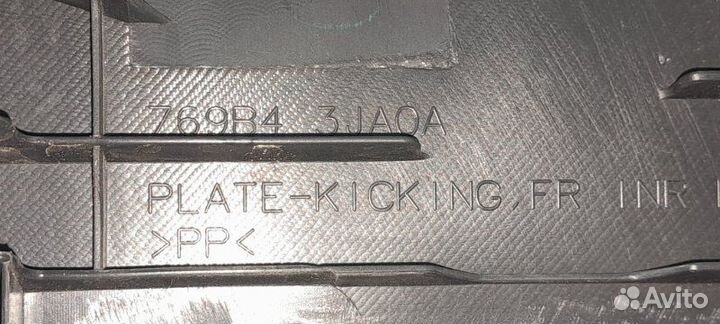 769B4 3JA0A
PLATE-KICKING, FR INR
>PP<
Avito